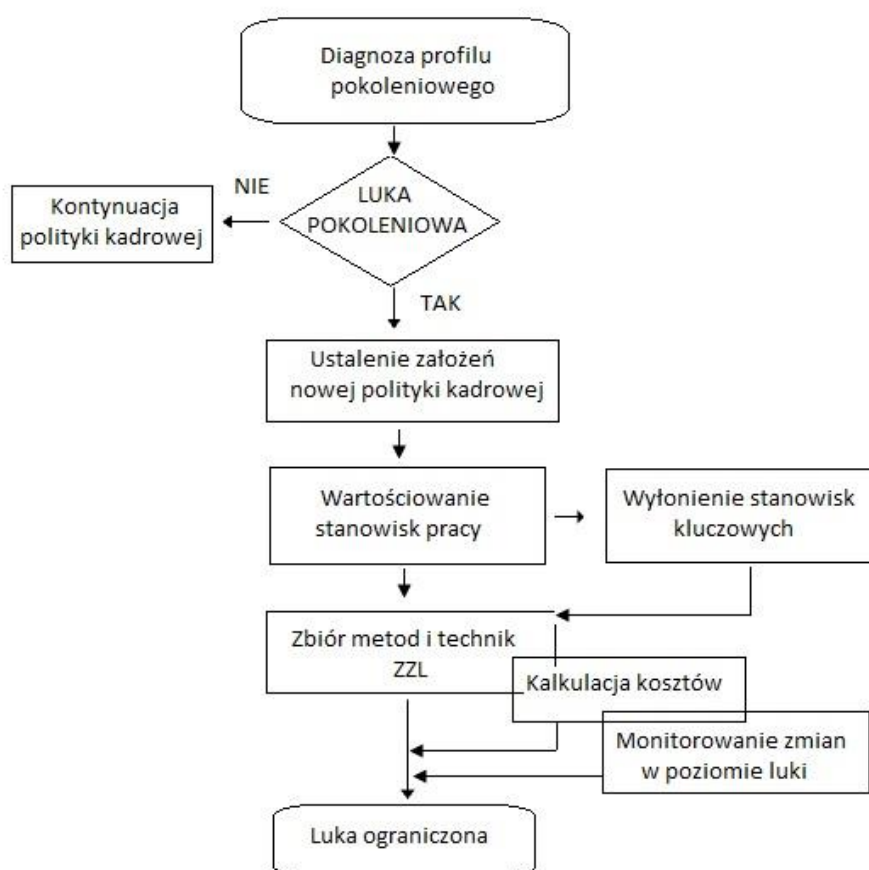 Diagnoza profilu
pokoleniowego
NIE
LUKA
POKOLENIOWA
Kontynuacja
polityki kadrowej
TAK
Ustalenie założeń
nowej polityki kadrowej
Wartościowanie
stanowisk pracy
Wyłonienie stanowisk
kluczowych
Zbiór metod i technik
ZZL
Kalkulacja kosztów
Monitorowanie zmian
w poziomie luki
Luka ograniczona